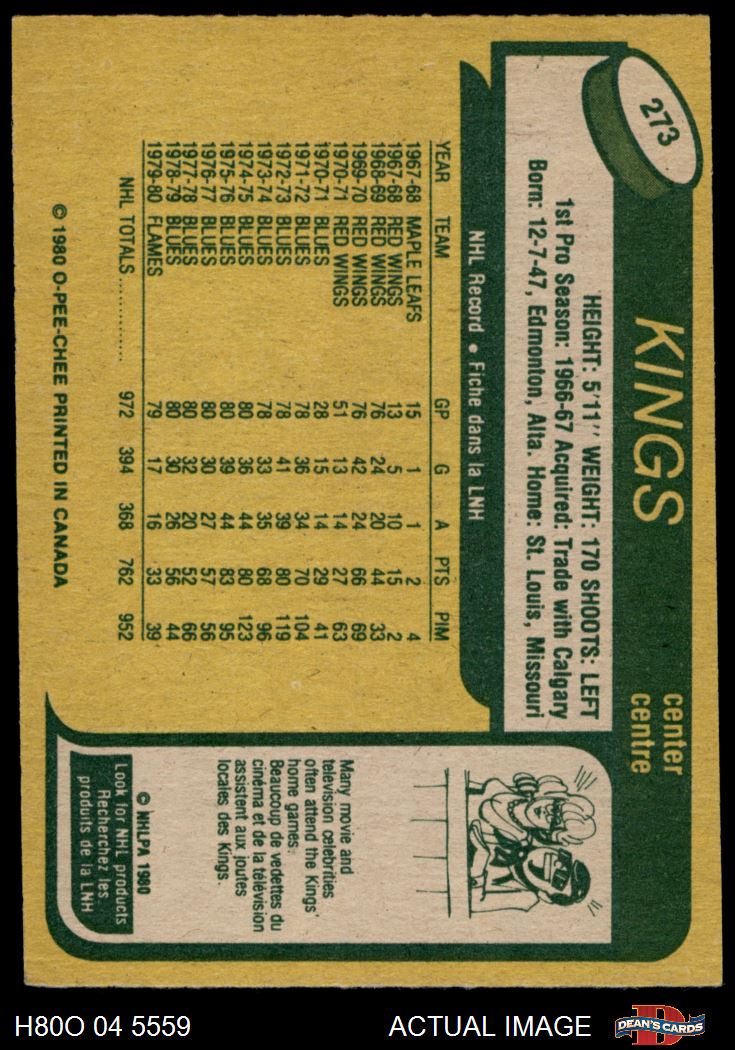 273
KINGS
center
centre
HEIGHT: 5'11" WEIGHT: 170 SHOOTS: LEFT
1st Pro Season: 1966-67 Acquired: Trade with Calgary
Born: 12-7-47, Edmonton, Alta. Home: St. Louis, Missouri
NHL Record • Fiche dans la LNH
YEAR TEAM GP G A PTS PIM
1967-68 MAPLE LEAFS 15 1 1 2 4
1967-68 RED WINGS 13 5 10 15 2
1968-69 RED WINGS 76 24 20 44 33
1969-70 RED WINGS 76 42 24 66 69
1970-71 RED WINGS 51 13 14 27 63
1970-71 BLUES 28 15 14 29 41
1971-72 BLUES 78 36 34 70 104
1972-73 BLUES 78 41 39 80 119
1973-74 BLUES 78 33 35 68 96
1974-75 BLUES 80 36 44 80 123
1975-76 BLUES 80 39 44 83 95
1976-77 BLUES 80 30 27 57 56
1977-78 BLUES 80 32 20 52 66
1978-79 BLUES 80 30 26 56 44
1979-80 FLAMES 79 17 16 33 39
NHL TOTALS ............ 972 394 368 762 952
© 1980 O-PEE-CHEE PRINTED IN CANADA
Many movie and
television celebrities
often attend the Kings'
home games.
Beaucoup de vedettes du
cinéma et de la télévision
assistent aux joutes
locales des Kings.
© NHLPA 1980
Look for NHL products
Recherchez les
produits de la LNH
H80O 04 5559
ACTUAL IMAGE
D
DEAN'S CARDS